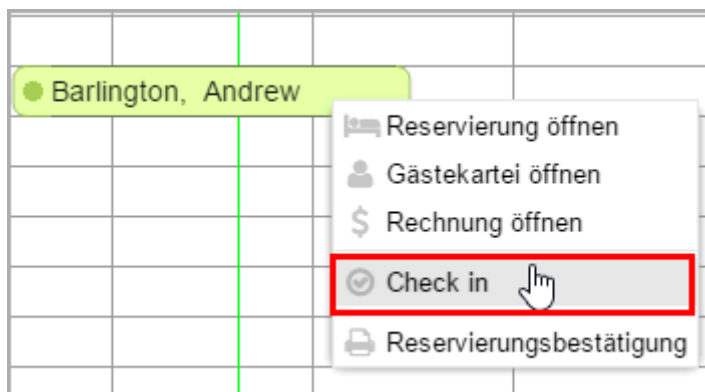 Barlington, Andrew
Reservierung öffnen
Gästekartei öffnen
Rechnung öffnen
Check in
Reservierungsbestätigung